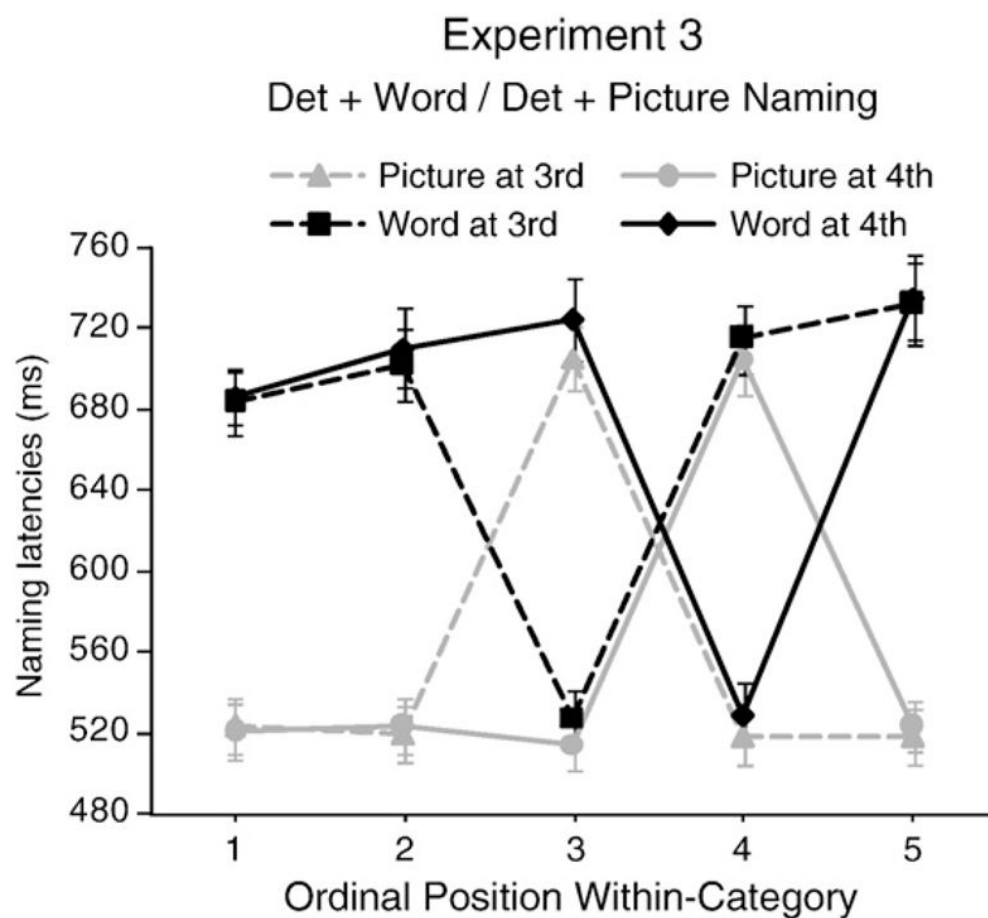 Experiment 3
Det + Word / Det + Picture Naming
Picture at 3rd Picture at 4th
Word at 3rd Word at 4th
760
720
680
640
600
560
520
480
Naming latencies (ms)
1 2 3 4 5
Ordinal Position Within-Category